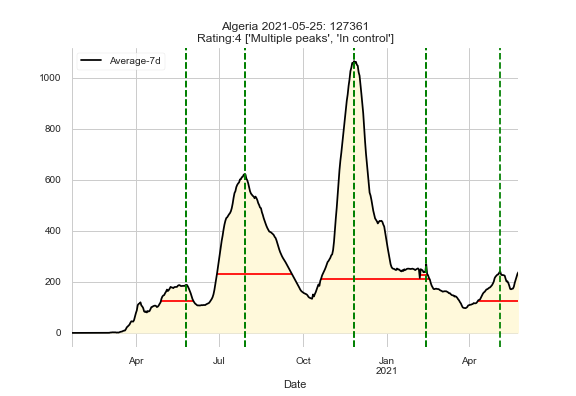 Algeria 2021-05-25: 127361
Rating:4 ['Multiple peaks', 'In control']
Average-7d
1000
800
600
400
200
0
Apr Jul Oct Jan Apr
2021
Date